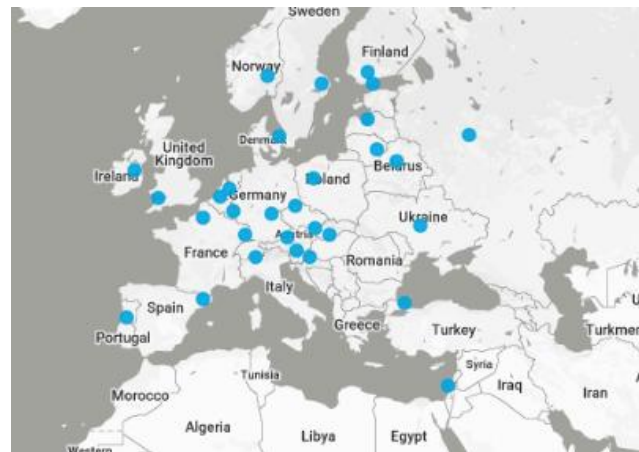 Sweden
Finland
Norway
Denmark
United
Kingdom
Ireland
Belarus
Poland
Germany
Ukraine
Austria
France
Romania
Italy
Spain
Portugal
Greece
Turkey
Turkmen
Syria
Tunisia
Iraq
Iran
Morocco
Algeria
Libya
Egypt
Western